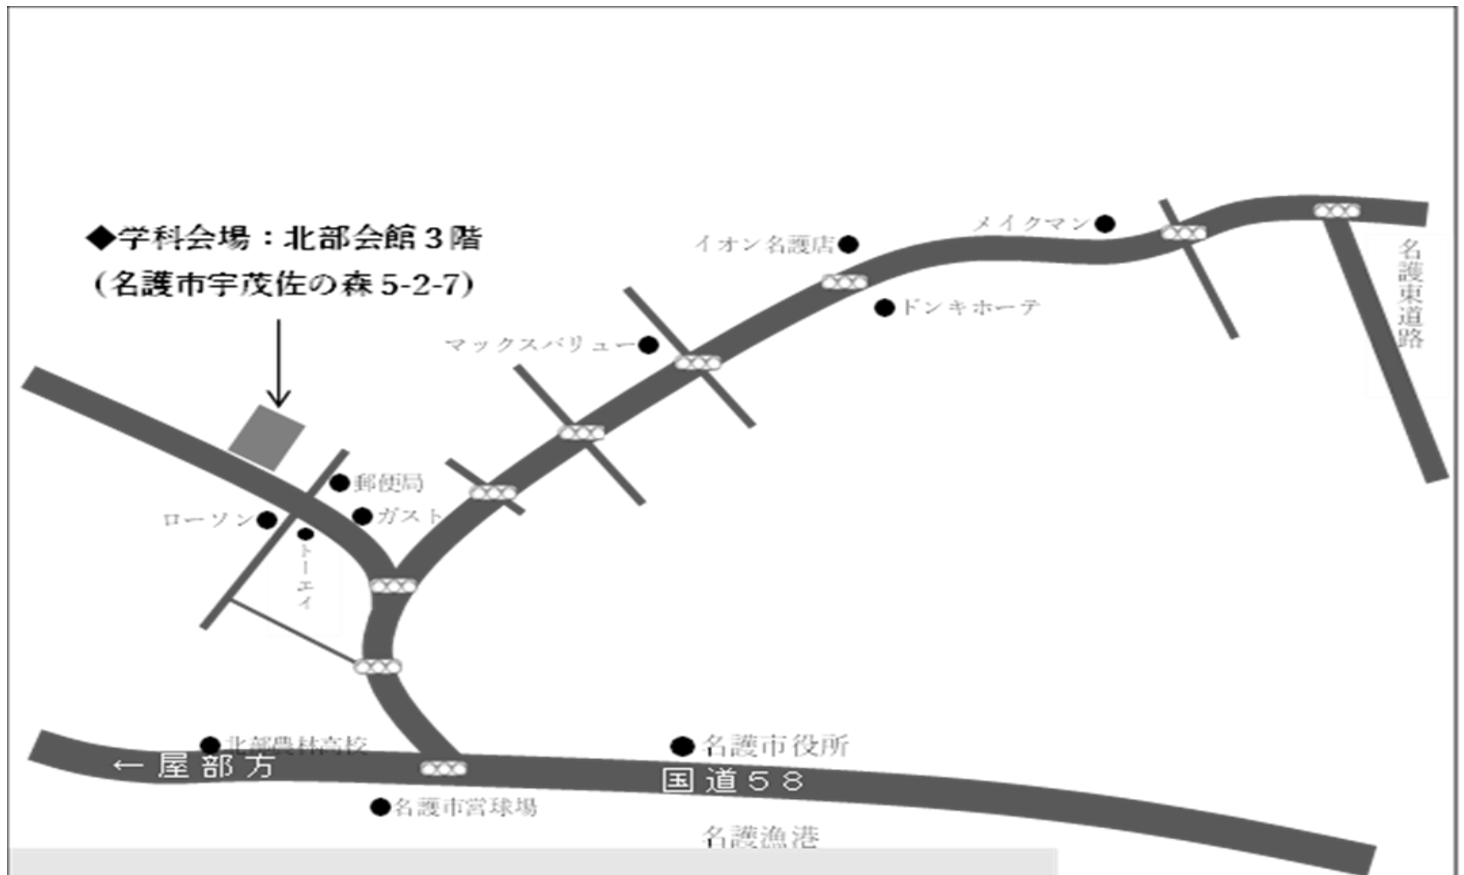 ◆学科会場：北部会館３階
(名護市宇茂佐の森5-2-7)
メイクマン
イオン名護店
ドンキホーテ
名護東道路
マックスバリュー
郵便局
ガスト
ローソン
トーエイ
北部農林高校
←屋部方
名護市役所
国道５８
名護市営球場
名護漁港